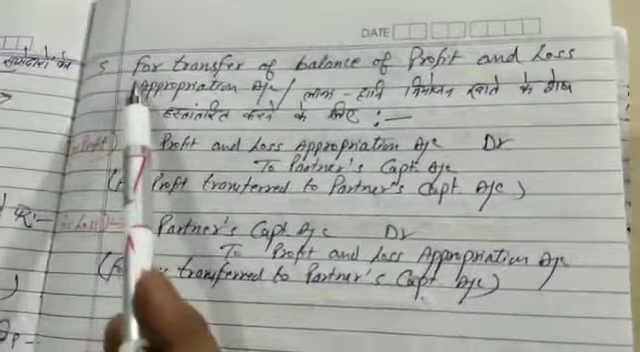 DATE
5 For transfer of balance of Profit and Loss
Appropriation A/c / लाभ - हानि नियोजन खाते के शेष
हस्तांतरित करने के लिए :-
Profit and Loss Appropriation A/c Dr
To Partner's Capt. A/c
Profit transferred to Partner's Capt. A/c)
Partner's Capt. A/c Dr
To Profit and Loss Appropriation A/c
transferred to Partner's Capt. A/c)